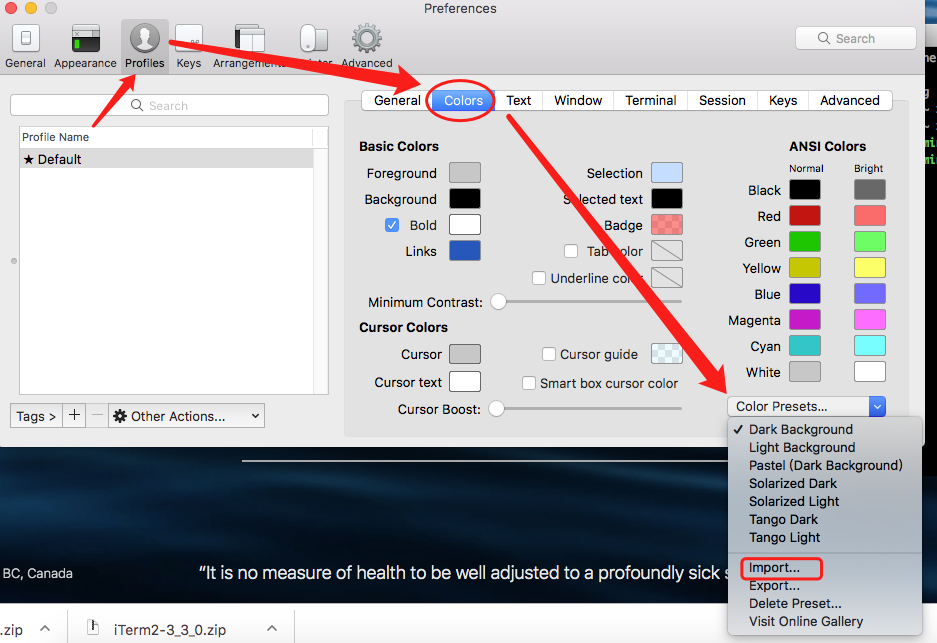 Preferences
General Appearance Profiles Keys Arrangements Advanced
Search
Search
Profile Name
★ Default
Tags > + — Other Actions...
General Colors Text Window Terminal Session Keys Advanced
Basic Colors
Foreground
Background
Bold
Links
Selection
Selected text
Badge
Tab color
Underline color
Minimum Contrast:
Cursor Colors
Cursor
Cursor text
Cursor guide
Smart box cursor color
Cursor Boost:
ANSI Colors
Normal Bright
Black
Red
Green
Yellow
Blue
Magenta
Cyan
White
Color Presets...
✓ Dark Background
Light Background
Pastel (Dark Background)
Solarized Dark
Solarized Light
Tango Dark
Tango Light
Import...
Export...
Delete Preset...
Visit Online Gallery
BC, Canada
“It is no measure of health to be well adjusted to a profoundly sick s
.zip
iTerm2-3_3_0.zip